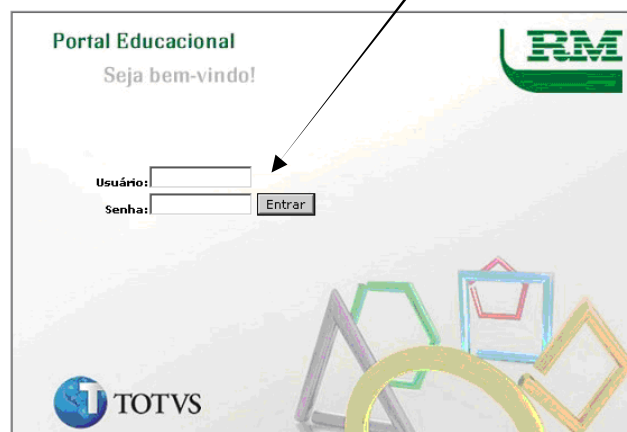 Portal Educacional
RM
Seja bem-vindo!
Usuário:
Senha:
Entrar
TOTVS